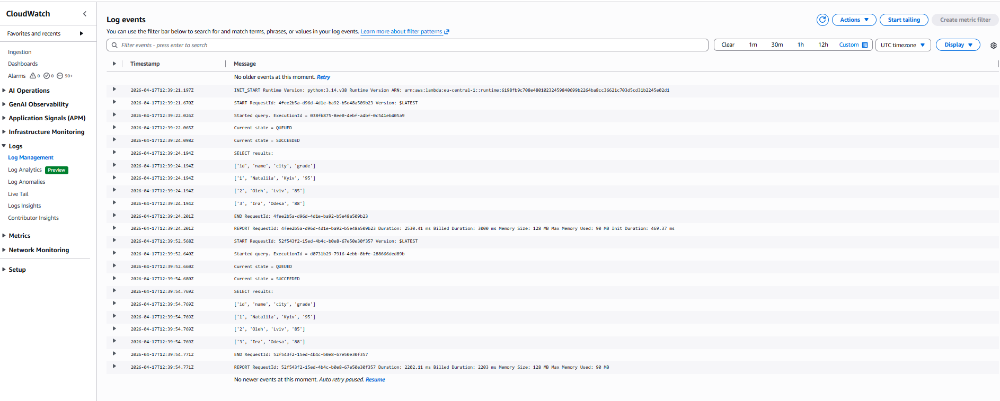 CloudWatch
Favorites and recents
Ingestion
Dashboards
Alarms 0 0 50+
AI Operations
GenAI Observability
Application Signals (APM)
Infrastructure Monitoring
Logs
Log Management
Log Analytics Preview
Log Anomalies
Live Tail
Logs Insights
Contributor Insights
Metrics
Network Monitoring
Setup
Log events
Actions Start tailing Create metric filter
You can use the filter bar below to search for and match terms, phrases, or values in your log events. Learn more about filter patterns
Filter events - press enter to search
Clear 1m 30m 1h 12h Custom UTC timezone Display
Timestamp Message
No older events at this moment. Retry
2026-04-17T12:39:21.197Z INIT_START Runtime Version: python:3.14.v38 Runtime Version ARN: arn:aws:lambda:eu-central-1::runtime:6198fb9c708e48010232459840699b2264ba8cc36621c703d5cd31b2245e02d1
2026-04-17T12:39:21.670Z START RequestId: 4fee2b5a-d96d-4d1e-ba92-b5e48a509b23 Version: $LATEST
2026-04-17T12:39:22.026Z Started query. ExecutionId = 038fb875-8ee0-4ebf-a4bf-0c541eb405a9
2026-04-17T12:39:22.065Z Current state = QUEUED
2026-04-17T12:39:24.098Z Current state = SUCCEEDED
2026-04-17T12:39:24.194Z SELECT results:
2026-04-17T12:39:24.194Z ['id', 'name', 'city', 'grade']
2026-04-17T12:39:24.194Z ['1', 'Nataliia', 'Kyiv', '95']
2026-04-17T12:39:24.194Z ['2', 'Oleh', 'Lviv', '85']
2026-04-17T12:39:24.194Z ['3', 'Ira', 'Odesa', '88']
2026-04-17T12:39:24.201Z END RequestId: 4fee2b5a-d96d-4d1e-ba92-b5e48a509b23
2026-04-17T12:39:24.201Z REPORT RequestId: 4fee2b5a-d96d-4d1e-ba92-b5e48a509b23 Duration: 2530.41 ms Billed Duration: 3000 ms Memory Size: 128 MB Max Memory Used: 90 MB Init Duration: 469.37 ms
2026-04-17T12:39:52.568Z START RequestId: 52f543f2-15ed-4b4c-b0e8-67e50e30f357 Version: $LATEST
2026-04-17T12:39:52.640Z Started query. ExecutionId = d0731b29-7916-4ebb-8bfe-288666ded89b
2026-04-17T12:39:52.660Z Current state = QUEUED
2026-04-17T12:39:54.680Z Current state = SUCCEEDED
2026-04-17T12:39:54.769Z SELECT results:
2026-04-17T12:39:54.769Z ['id', 'name', 'city', 'grade']
2026-04-17T12:39:54.769Z ['1', 'Nataliia', 'Kyiv', '95']
2026-04-17T12:39:54.769Z ['2', 'Oleh', 'Lviv', '85']
2026-04-17T12:39:54.769Z ['3', 'Ira', 'Odesa', '88']
2026-04-17T12:39:54.771Z END RequestId: 52f543f2-15ed-4b4c-b0e8-67e50e30f357
2026-04-17T12:39:54.771Z REPORT RequestId: 52f543f2-15ed-4b4c-b0e8-67e50e30f357 Duration: 2202.11 ms Billed Duration: 2203 ms Memory Size: 128 MB Max Memory Used: 90 MB
No newer events at this moment. Auto retry paused. Resume